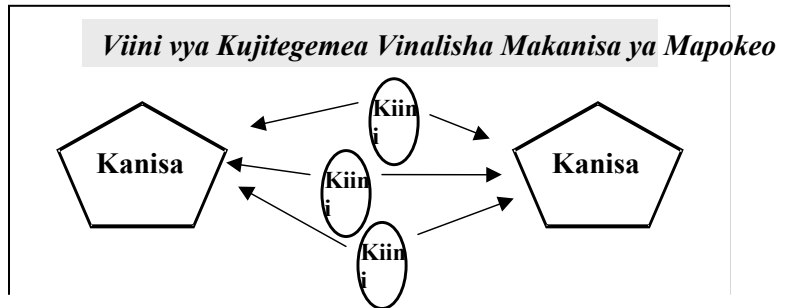 Viini vya Kujitegemea Vinalisha Makanisa ya Mapokeo
Kiin
i
Kanisa
Kanisa
Kiin
i
Kiin
i